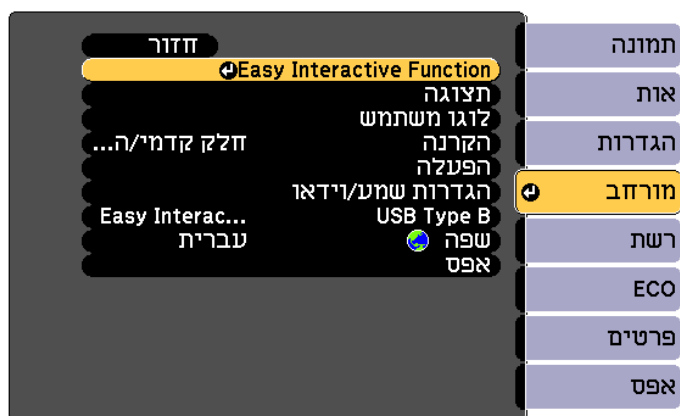 חזור
Easy Interactive Function
תצוגה
לוגו משתמש
הקרנה חלק קדמי/ה...
הפעלה
הגדרות שמע/וידאו
USB Type B Easy Interac...
שפה עברית
אפס
תמונה
אות
הגדרות
מורחב
רשת
ECO
פרטים
אפס